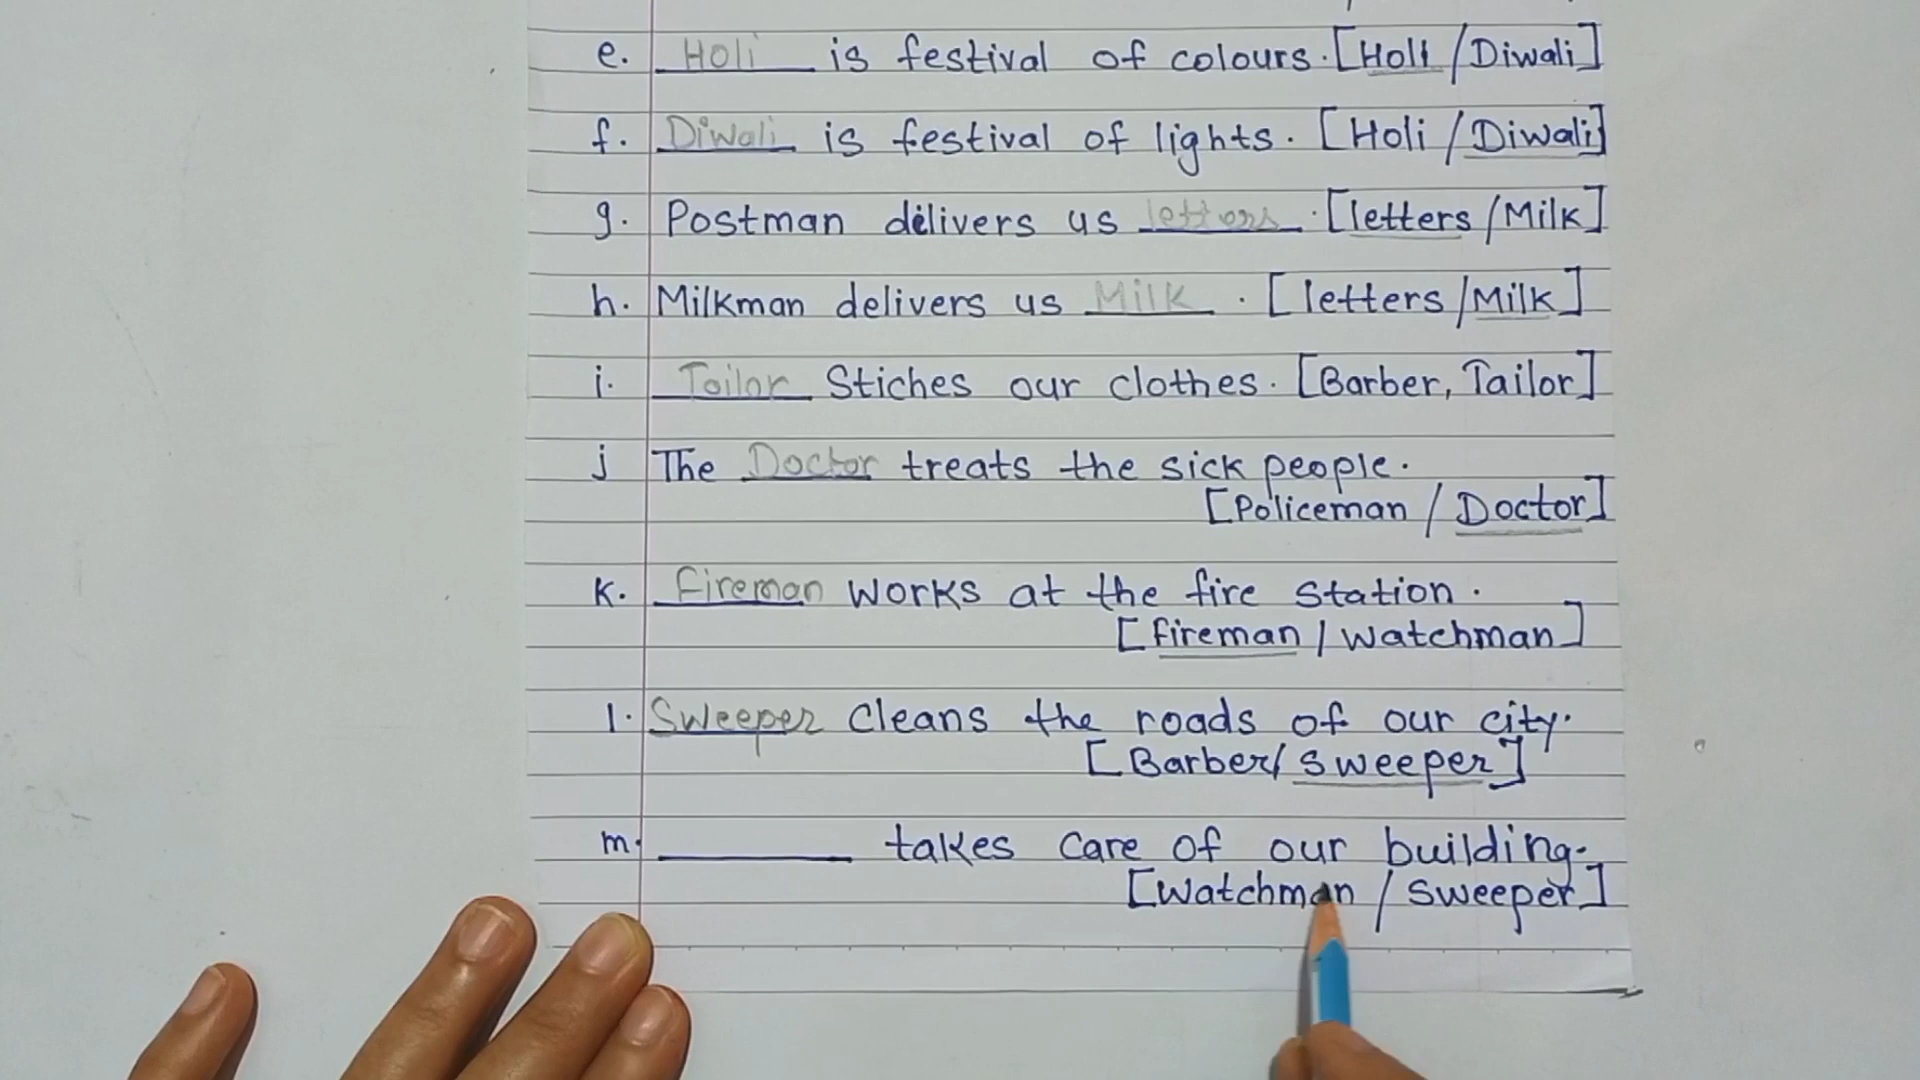 e. Holi is festival of colours. [Holi / Diwali]
f. Diwali is festival of lights. [Holi / Diwali]
g. Postman delivers us letters. [letters / Milk]
h. Milkman delivers us Milk. [letters / Milk]
i. Tailor Stiches our clothes. [Barber, Tailor]
j The Doctor treats the sick people.
[Policeman / Doctor]
k. Fireman works at the fire station.
[fireman / watchman]
l. Sweeper cleans the roads of our city.
[Barber / Sweeper]
m. ________ takes care of our building.
[Watchman / Sweeper]